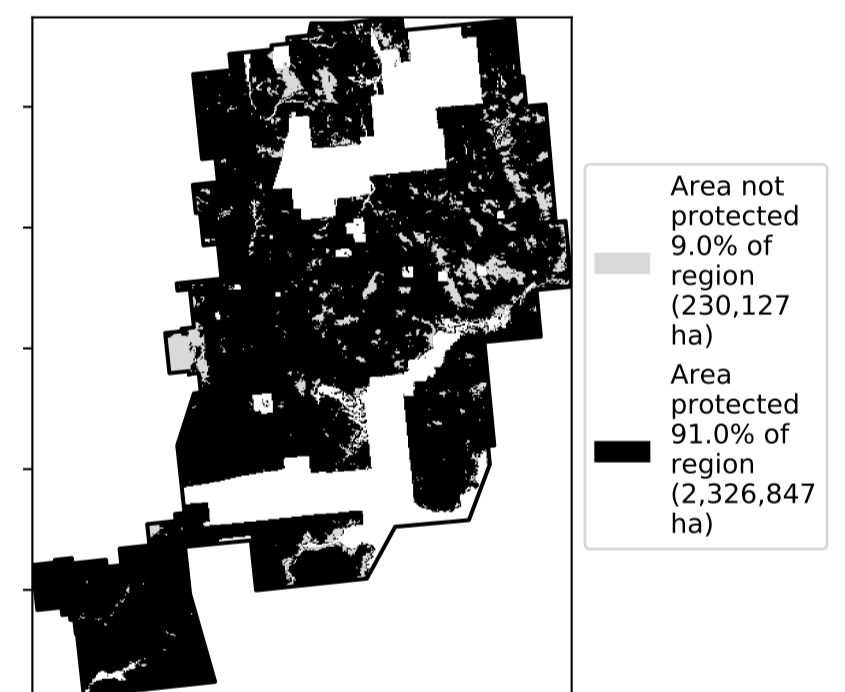 Area not
protected
9.0% of
region
(230,127
ha)
Area
protected
91.0% of
region
(2,326,847
ha)